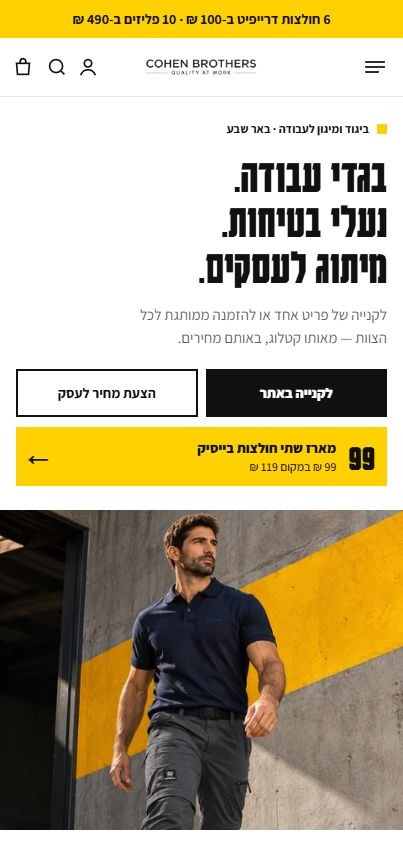 6 חולצות דרייפיט ב-100 ₪ · 10 פליזים ב-490 ₪
COHEN BROTHERS
QUALITY AT WORK
ביגוד ומיגון לעבודה · באר שבע
בגדי עבודה.
נעלי בטיחות.
מיתוג לעסקים.
לקנייה של פריט אחד או להזמנה ממותגת לכל
הצוות — מאותו קטלוג, באותם מחירים.
לקנייה באתר
הצעת מחיר לעסק
99
מארז שתי חולצות בייסיק
99 ₪ במקום 119 ₪